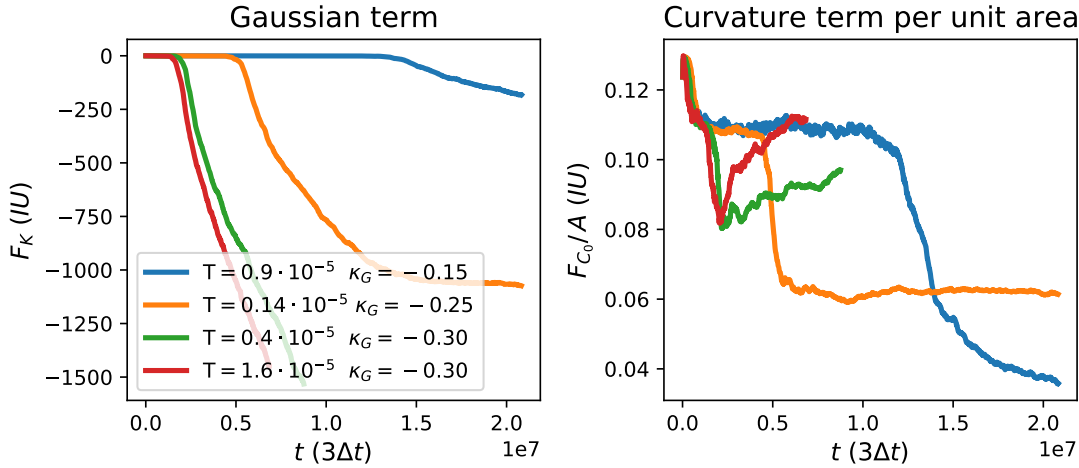 Gaussian term
Curvature term per unit area
0
−250
−500
−750
−1000
−1250
−1500
F_K (IU)
T = 0.9 · 10⁻⁵ κ_G = −0.15
T = 0.14 · 10⁻⁵ κ_G = −0.25
T = 0.4 · 10⁻⁵ κ_G = −0.30
T = 1.6 · 10⁻⁵ κ_G = −0.30
0.0 0.5 1.0 1.5 2.0
1e7
t (3Δt)
0.12
0.10
0.08
0.06
0.04
F_{C_0}/A (IU)
0.0 0.5 1.0 1.5 2.0
1e7
t (3Δt)